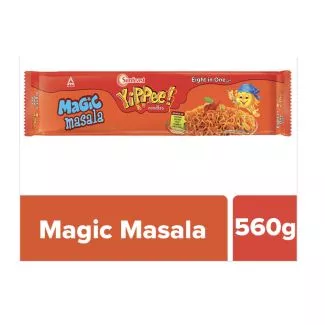 Sunfeast
Eight in One
MAGIC
masala
YiPPee!
noodles
Magic Masala
560g